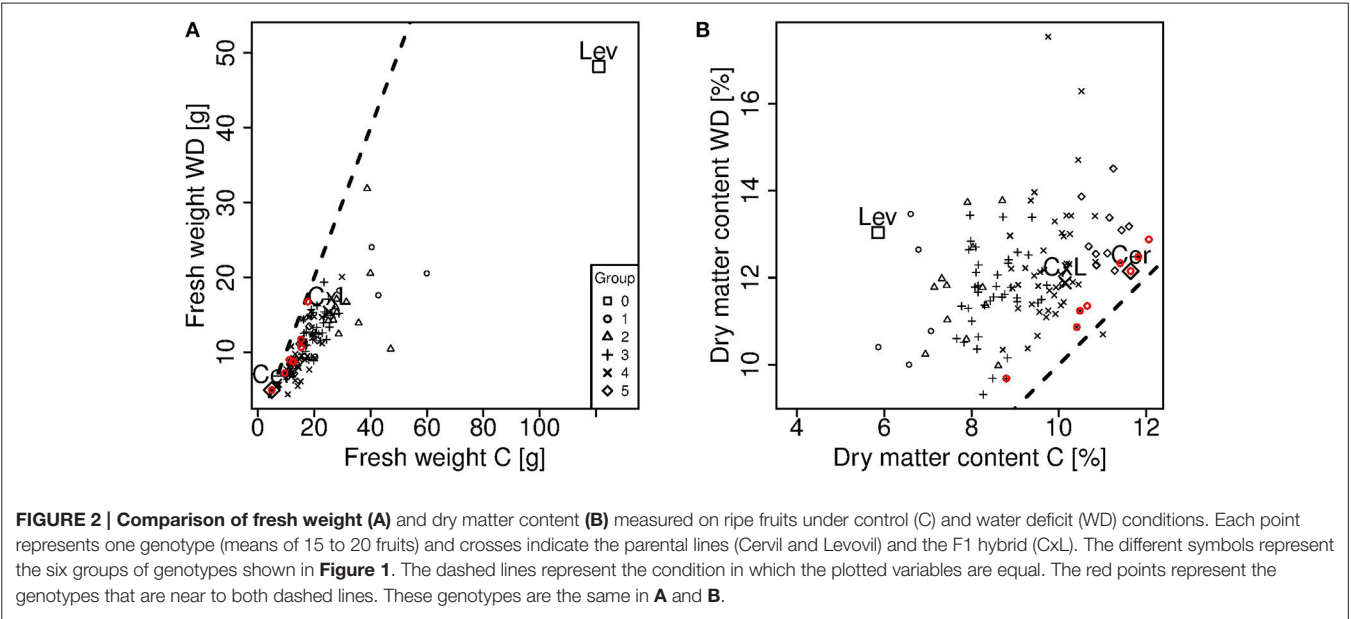 A
Fresh weight WD [g]
50
40
30
20
10
Lev
CxL
Cer
Group
0
1
2
3
4
5
0 20 40 60 80 100
Fresh weight C [g]
B
Dry matter content WD [%]
16
14
12
10
Lev
CxL
Cer
4 6 8 10 12
Dry matter content C [%]
FIGURE 2 | Comparison of fresh weight (A) and dry matter content (B) measured on ripe fruits under control (C) and water deficit (WD) conditions. Each point
represents one genotype (means of 15 to 20 fruits) and crosses indicate the parental lines (Cervil and Levovil) and the F1 hybrid (CxL). The different symbols represent
the six groups of genotypes shown in Figure 1. The dashed lines represent the condition in which the plotted variables are equal. The red points represent the
genotypes that are near to both dashed lines. These genotypes are the same in A and B.